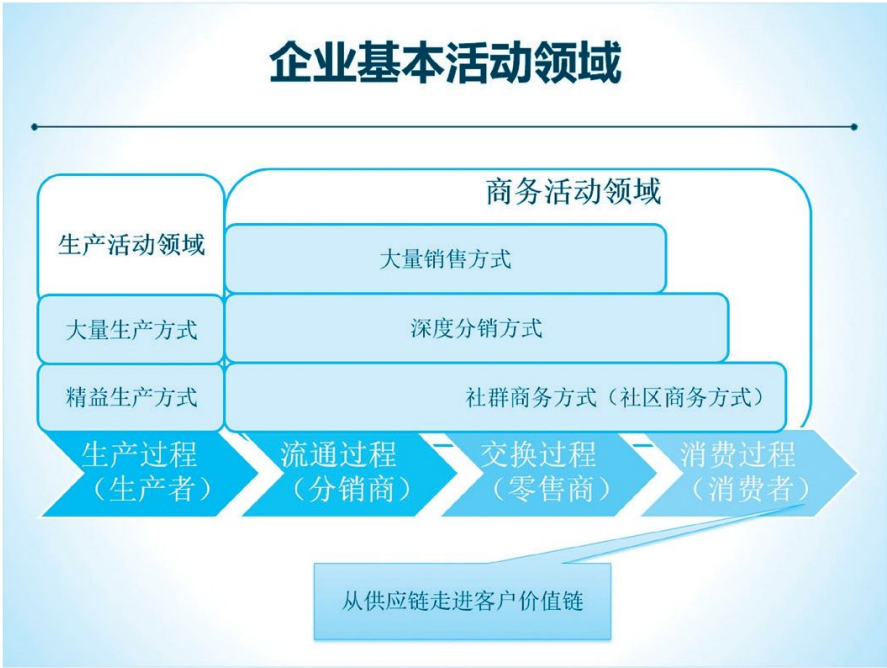 企业基本活动领域
商务活动领域
生产活动领域
大量销售方式
大量生产方式
深度分销方式
精益生产方式
社群商务方式（社区商务方式）
生产过程
（生产者）
流通过程
（分销商）
交换过程
（零售商）
消费过程
（消费者）
从供应链走进客户价值链